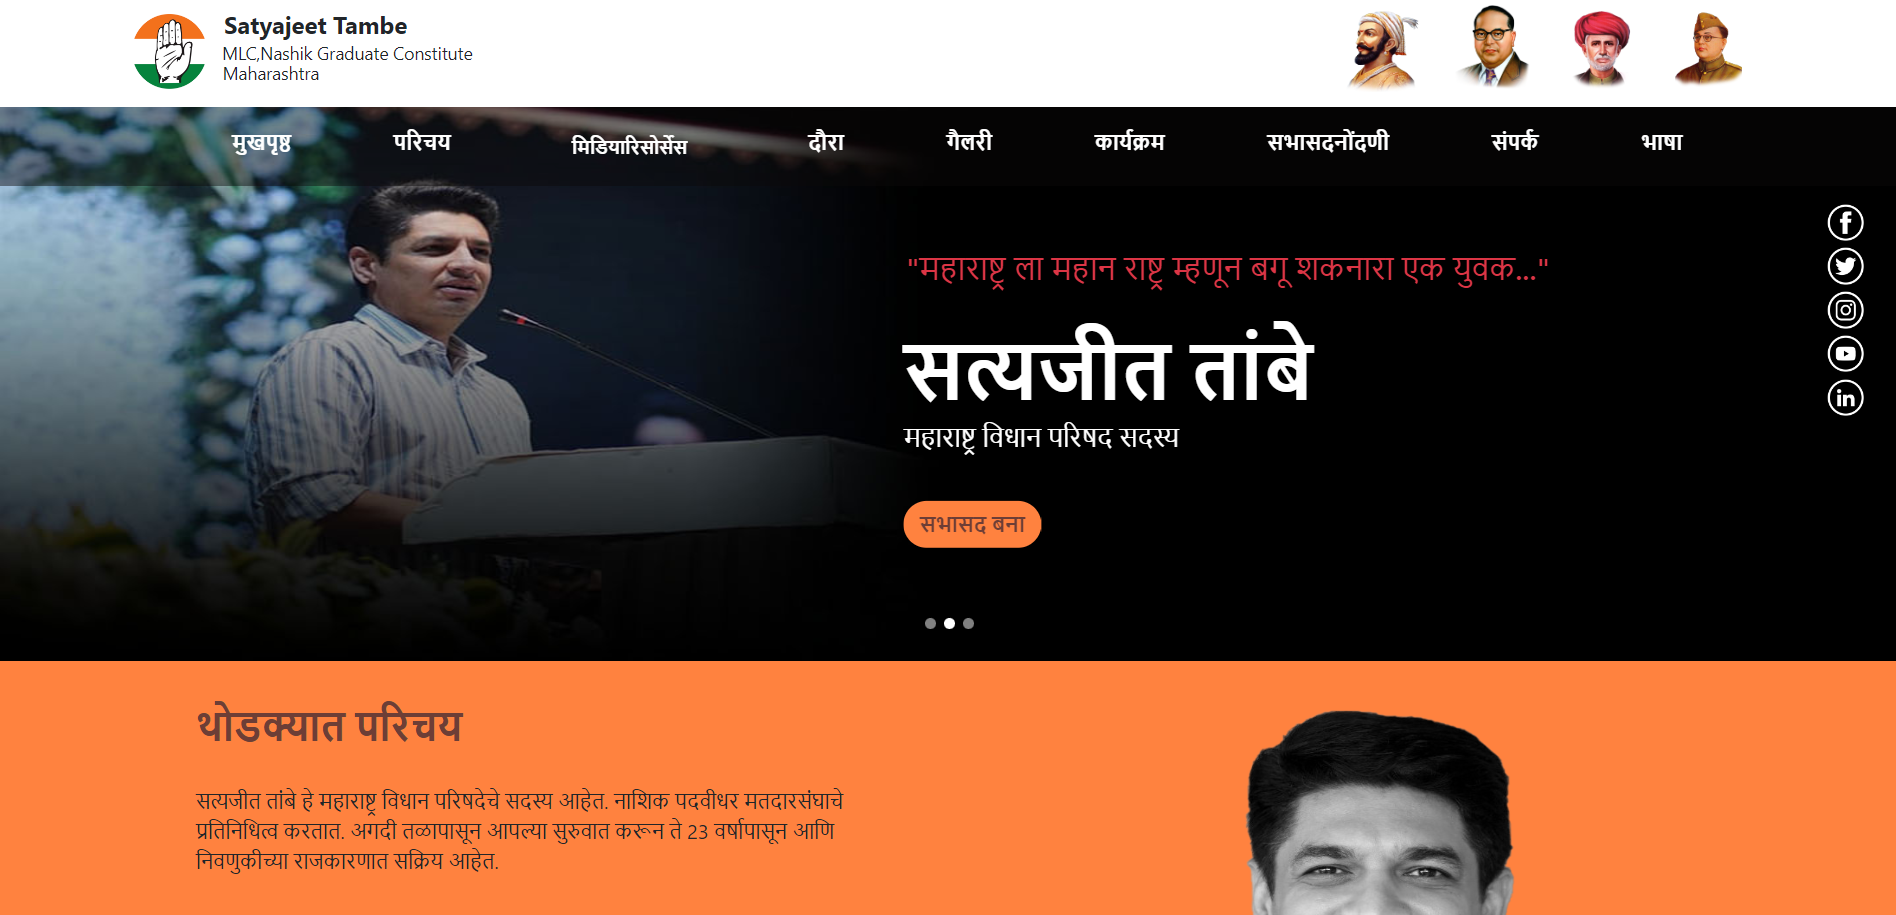 Satyajeet Tambe
MLC,Nashik Graduate Constitute
Maharashtra
मुखपृष्ठ परिचय मिडियारिसोर्सेस दौरा गैलरी कार्यक्रम सभासदनोंदणी संपर्क भाषा
"महाराष्ट्र ला महान राष्ट्र म्हणून बगू शकनारा एक युवक..."
सत्यजीत तांबे
महाराष्ट्र विधान परिषद सदस्य
सभासद बना
थोडक्यात परिचय
सत्यजीत तांबे हे महाराष्ट्र विधान परिषदेचे सदस्य आहेत. नाशिक पदवीधर मतदारसंघाचे
प्रतिनिधित्व करतात. अगदी तळापासून आपल्या सुरुवात करून ते 23 वर्षापासून आणि
निवणुकीच्या राजकारणात सक्रिय आहेत.